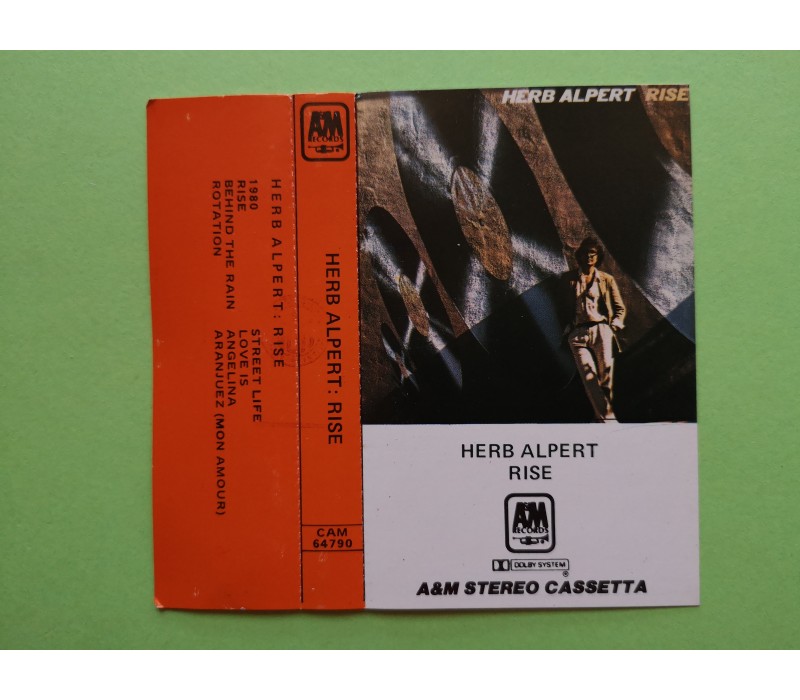 HERB ALPERT RISE
HERB ALPERT
RISE
A&M
RECORDS
DOLBY SYSTEM
®
A&M STEREO CASSETTA
A&M
RECORDS
HERB ALPERT: RISE
CAM
64790
HERB ALPERT: RISE
1980
RISE
BEHIND THE RAIN
ROTATION
STREET LIFE
LOVE IS
ANGELINA
ARANJUEZ (MON AMOUR)